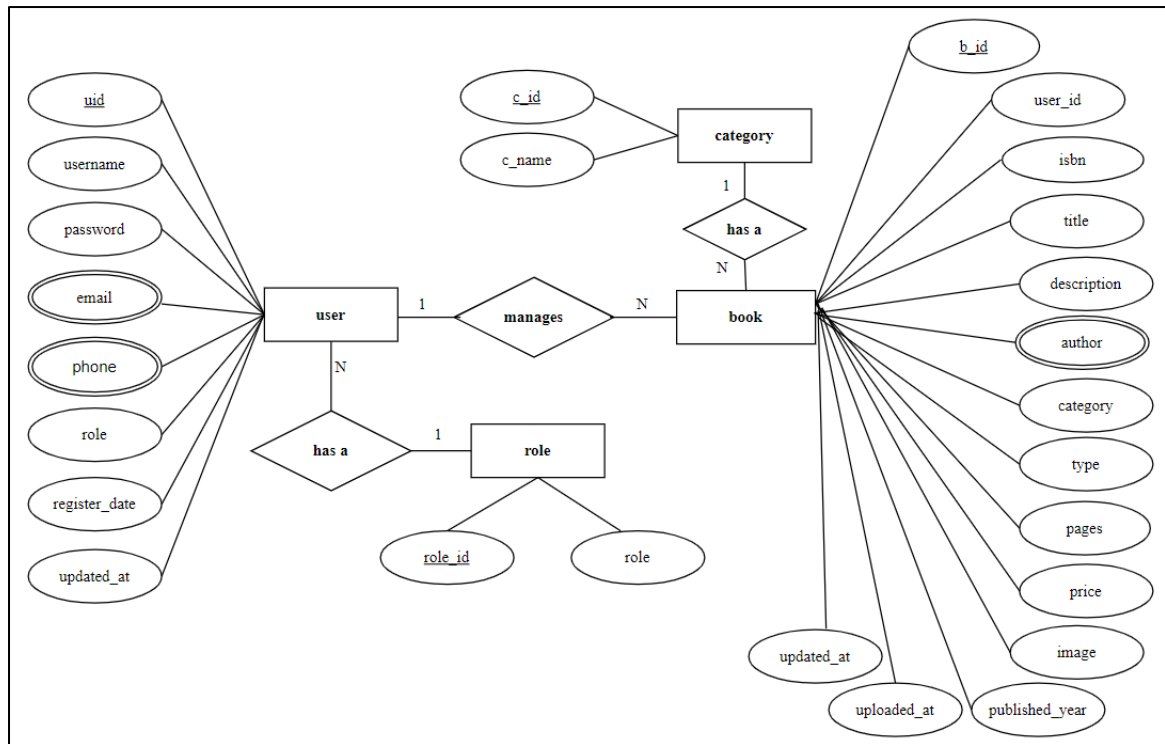 uid
username
password
email
phone
role
register_date
updated_at
user
1
manages
N
N
has a
1
role
role_id
role
c_id
c_name
category
1
has a
N
book
b_id
user_id
isbn
title
description
author
category
type
pages
price
image
published_year
uploaded_at
updated_at